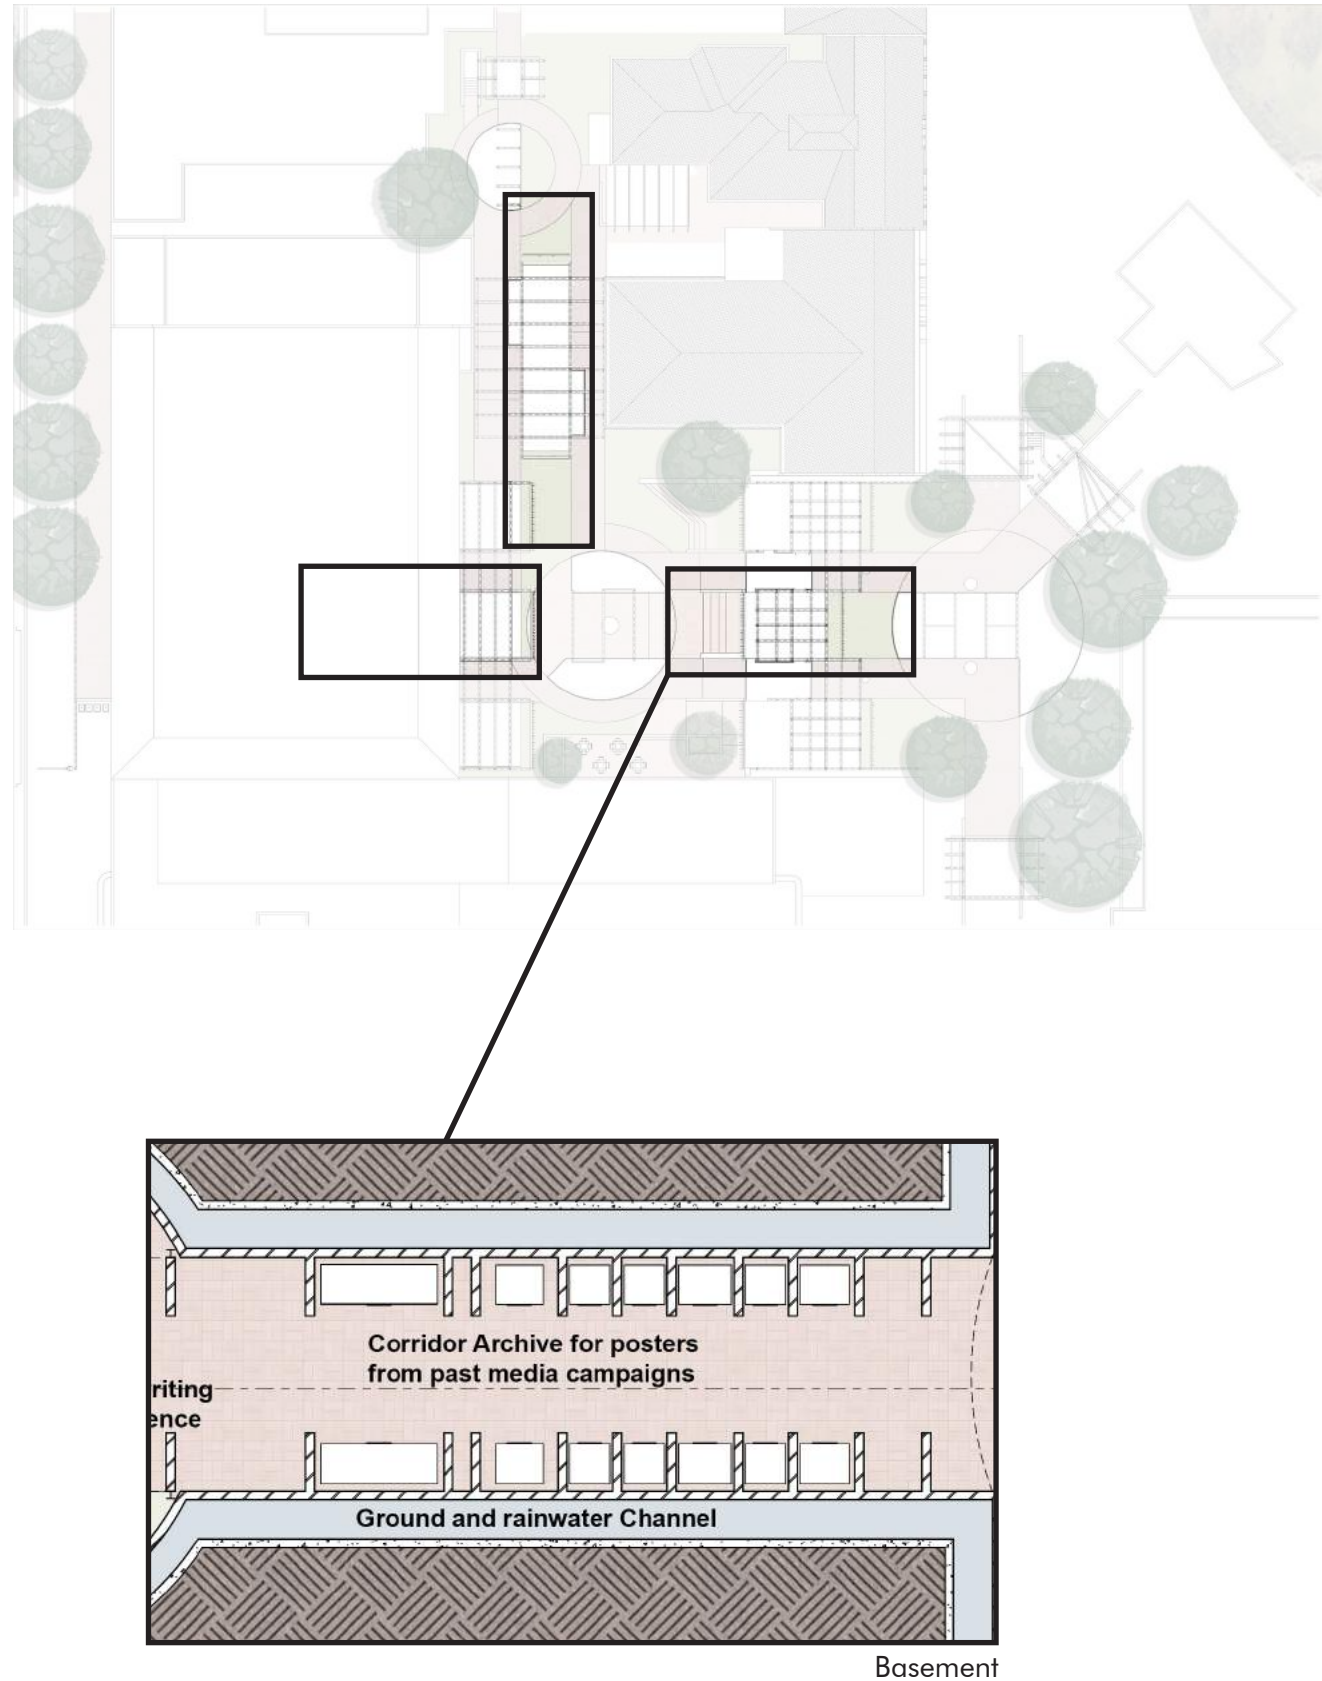 Corridor Archive for posters
from past media campaigns
riting
ence
Ground and rainwater Channel
Basement